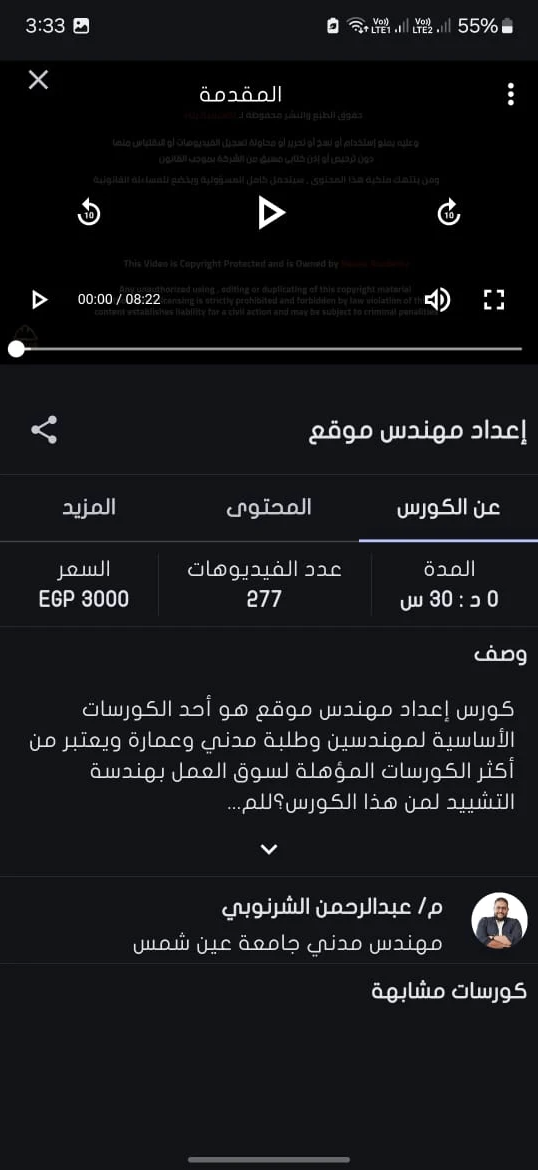 3:33
Vo)) LTE1 Vo)) LTE2 55%
المقدمة
حقوق الطبع والنشر محفوظة لـ
وعليه يمنع إستخدام أو نسخ أو تحرير أو محاولة تسجيل الفيديوهات أو الاقتباس منها
دون ترخيص أو إذن كتابي مسبق من الشركة بموجب القانون
ومن ينتهك ملكية هذا المحتوى , سيتحمل كامل المسؤولية ويخضع للمساءلة القانونية
10
10
This Video is Copyright Protected and is Owned by
Any unauthorized using , editing or duplicating of this copyright material
00:00 / 08:22
is strictly prohibited and forbidden by law violation of
content establishes liability for a civil action and may be subject to criminal penalties
إعداد مهندس موقع
عن الكورس
المحتوى
المزيد
المدة
عدد الفيديوهات
السعر
0 د : 30 س
277
EGP 3000
وصف
كورس إعداد مهندس موقع هو أحد الكورسات
الأساسية لمهندسين وطلبة مدني وعمارة ويعتبر من
أكثر الكورسات المؤهلة لسوق العمل بهندسة
التشييد لمن هذا الكورس؟للم...
م/ عبدالرحمن الشرنوبي
مهندس مدني جامعة عين شمس
كورسات مشابهة